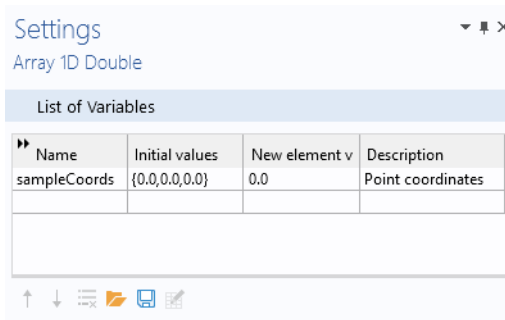 Settings
Array 1D Double
List of Variables
Name Initial values New element v Description
sampleCoords {0.0,0.0,0.0} 0.0 Point coordinates